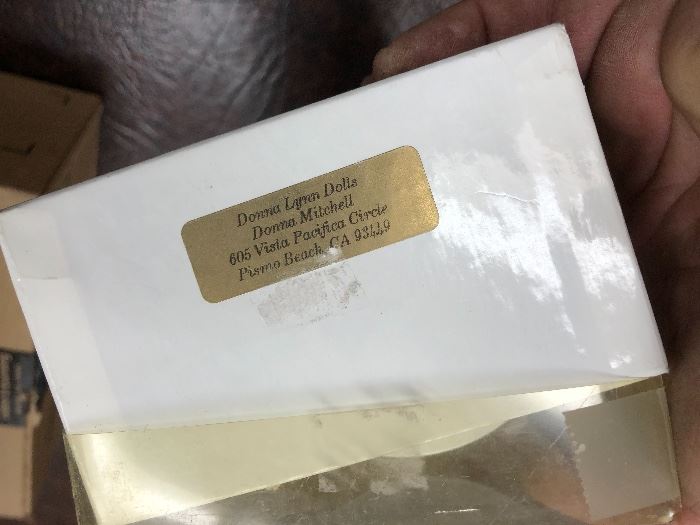 Donna Lynn Dolls
Donna Mitchell
605 Vista Pacifica Circle
Pismo Beach, CA 93449